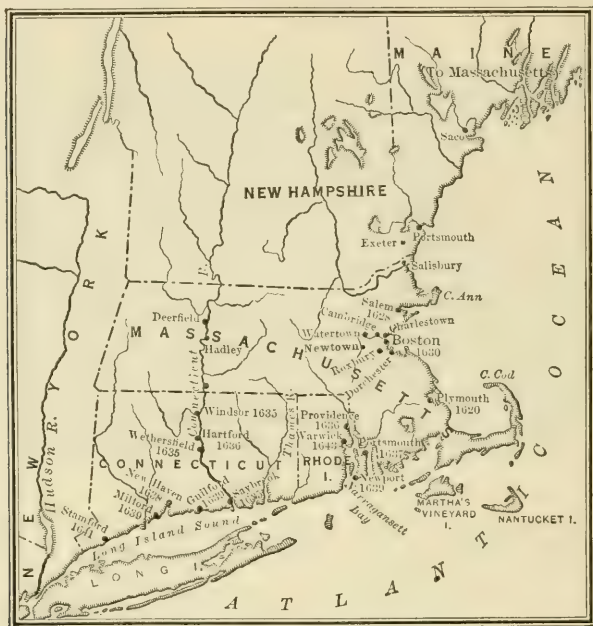 MAINE
To Massachusetts
Saco
NEW HAMPSHIRE
Exeter
Portsmouth
Salisbury
C. Ann
Salem
1628
Cambridge
Charlestown
Watertown
Boston
1630
Newtown
Roxbury
Dorchester
MASSACHUSETTS
Deerfield
Hadley
Connecticut
R.
C. Cod
Plymouth
1620
Windsor 1635
Hartford
1636
Wethersfield
1635
Thames R.
Providence
1636
Warwick
1643
Portsmouth
1637
Newport
1639
Narragansett
Bay
RHODE
I.
CONNECTICUT
New Haven
1638
Milford
1639
Guilford
1639
Saybrook
Stamford
1641
Long Island Sound
LONG I.
MARTHA'S
VINEYARD
I.
NANTUCKET I.
NEW YORK
Hudson R.
ATLANTIC OCEAN